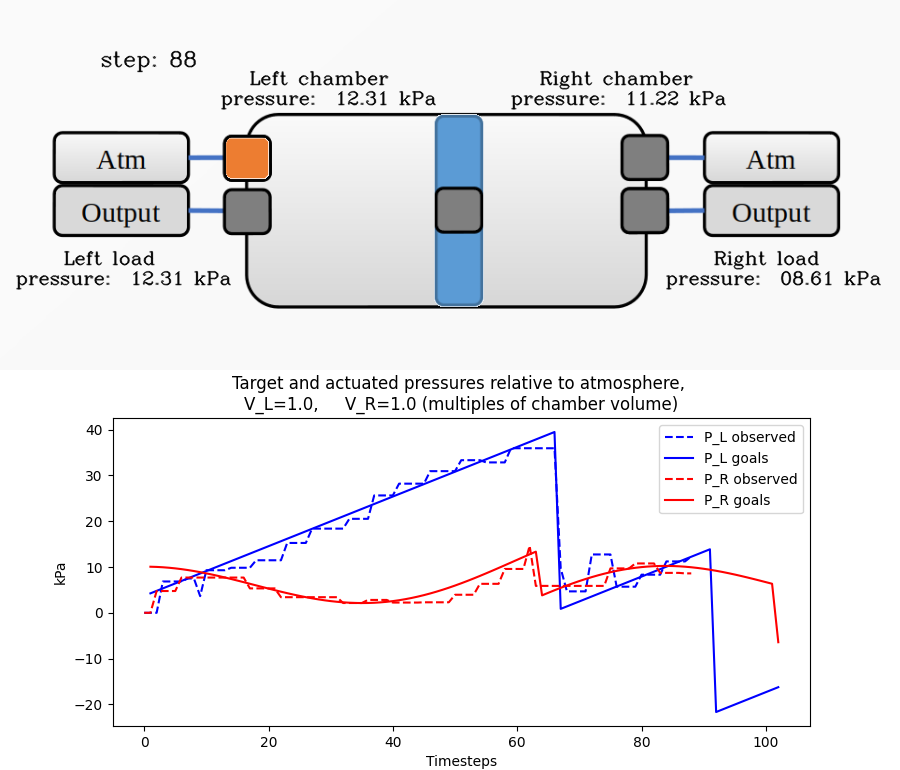 step: 88
Left chamber
pressure: 12.31 kPa
Right chamber
pressure: 11.22 kPa
Atm
Output
Atm
Output
Left load
pressure: 12.31 kPa
Right load
pressure: 08.61 kPa
Target and actuated pressures relative to atmosphere,
V_L=1.0, V_R=1.0 (multiples of chamber volume)
40
30
20
10
0
−10
−20
kPa
P_L observed
P_L goals
P_R observed
P_R goals
0 20 40 60 80 100
Timesteps